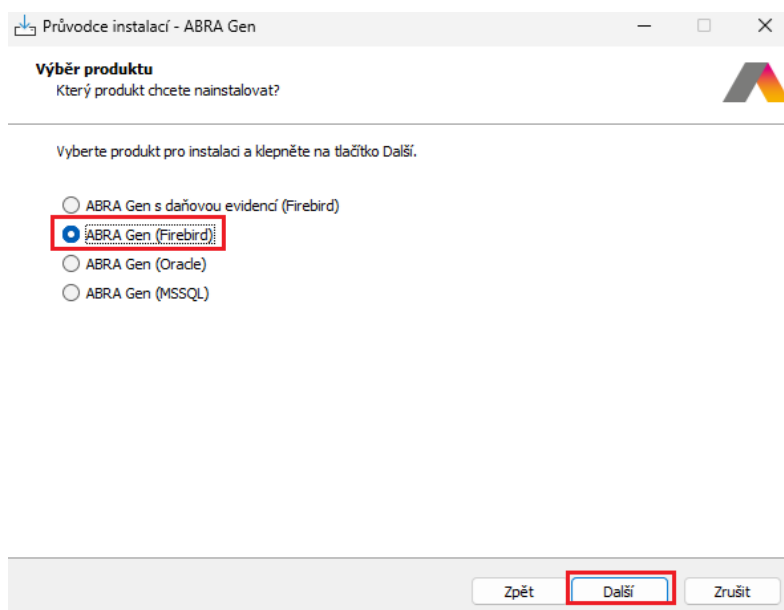 Průvodce instalací - ABRA Gen
Výběr produktu
Který produkt chcete nainstalovat?
Vyberte produkt pro instalaci a klepněte na tlačítko Další.
ABRA Gen s daňovou evidencí (Firebird)
ABRA Gen (Firebird)
ABRA Gen (Oracle)
ABRA Gen (MSSQL)
Zpět Další Zrušit